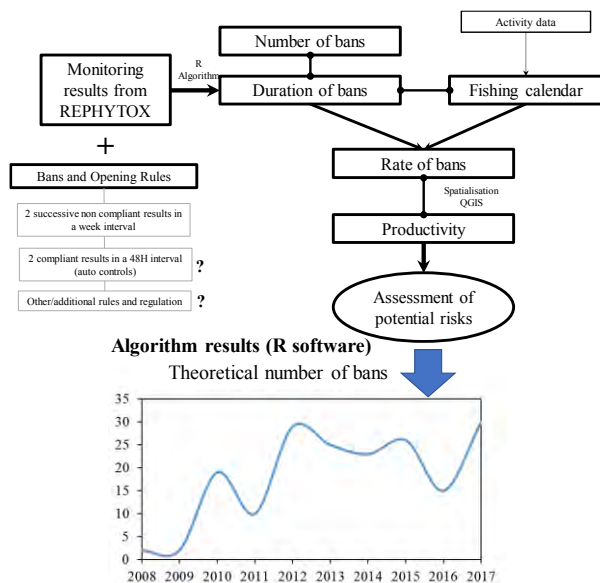 Activity data
Number of bans
Monitoring
results from
REPHYTOX
R
Algorithm
Duration of bans
Fishing calendar
+
Rate of bans
Bans and Opening Rules
Spatialisation
QGIS
2 successive non compliant results in
a week interval
Productivity
2 compliant results in a 48H interval
(auto controls)
?
Other/additional rules and regulation
?
Assessment of
potential risks
Algorithm results (R software)
Theoretical number of bans
35
30
25
20
15
10
5
0
2008 2009 2010 2011 2012 2013 2014 2015 2016 2017